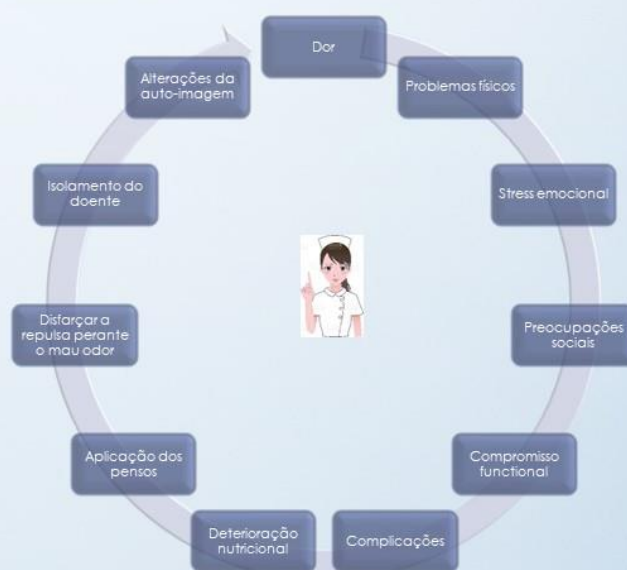 Dor
Problemas físicos
Stress emocional
Preocupações
sociais
Compromisso
functional
Complicações
Deterioração
nutricional
Aplicação dos
pensos
Disfarçar a
repulsa perante
o mau odor
Isolamento do
doente
Alterações da
auto-imagem